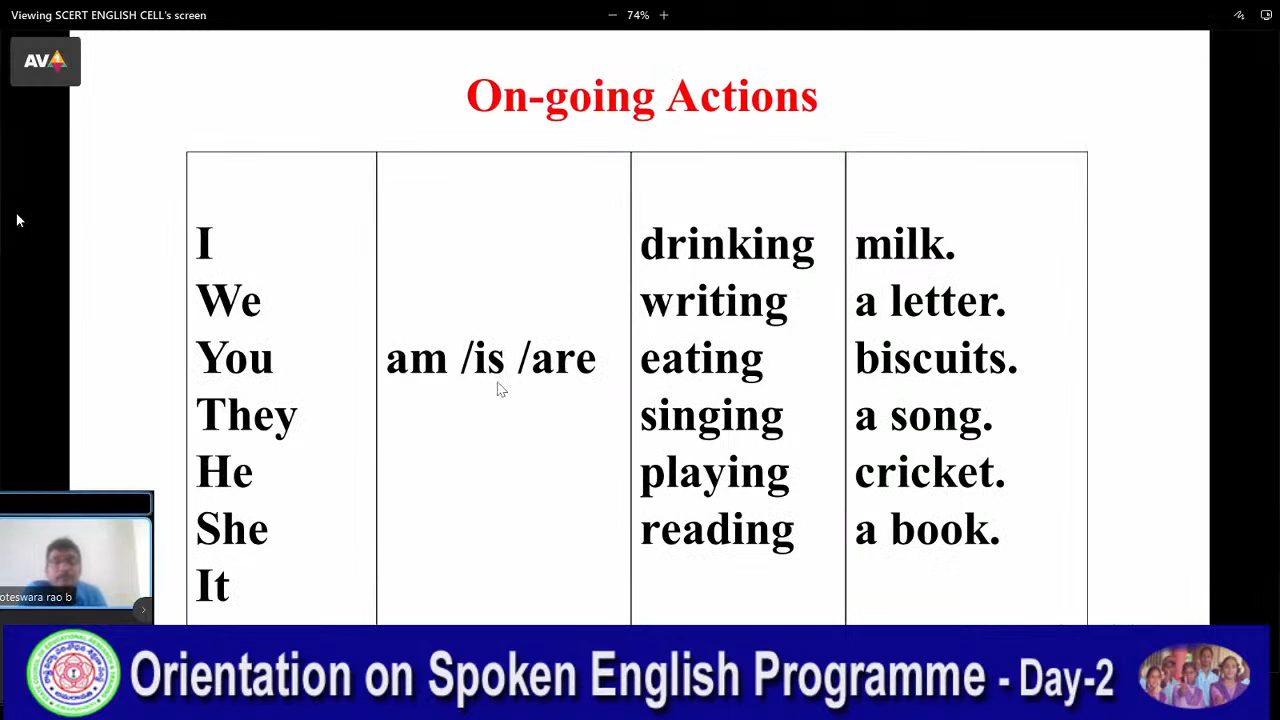 Viewing SCERT ENGLISH CELL's screen
74%
AV
On-going Actions
I am /is /are drinking milk.
We writing a letter.
You eating biscuits.
They singing a song.
He playing cricket.
She reading a book.
It
oteswara rao b
Orientation on Spoken English Programme - Day-2